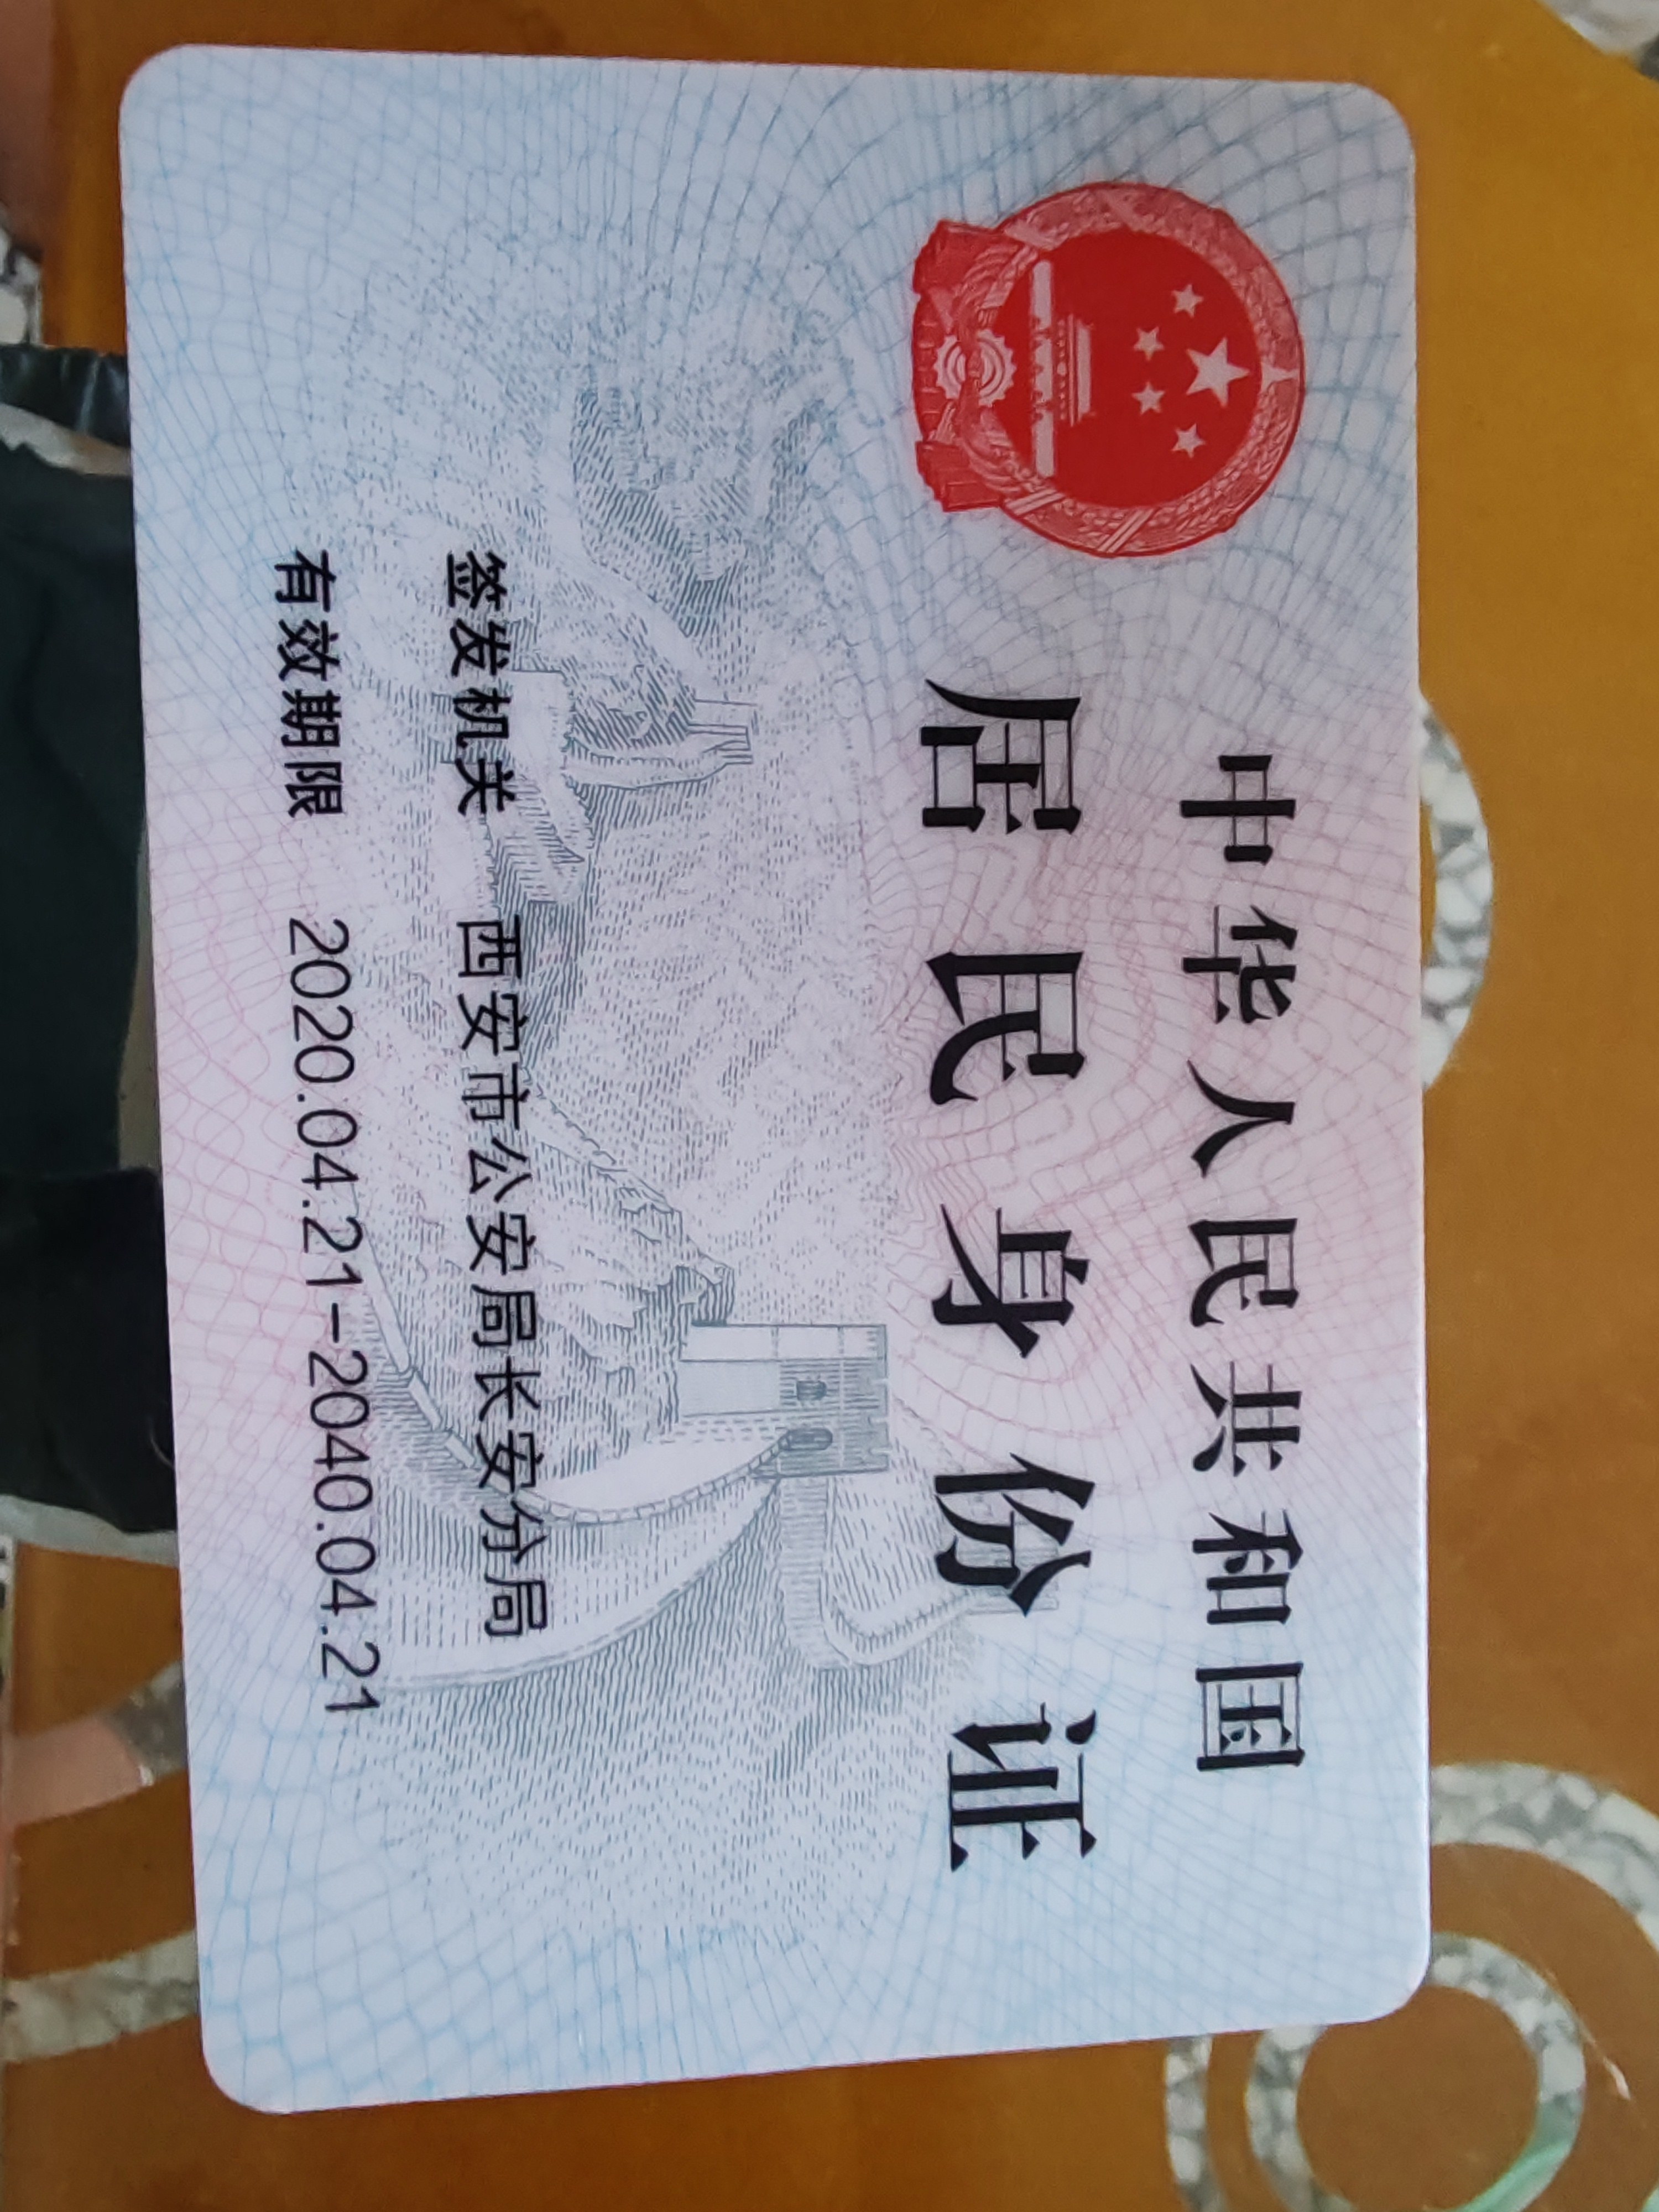 中华人民共和国
居民身份证
签发机关 西安市公安局长安分局
有效期限 2020.04.21-2040.04.21